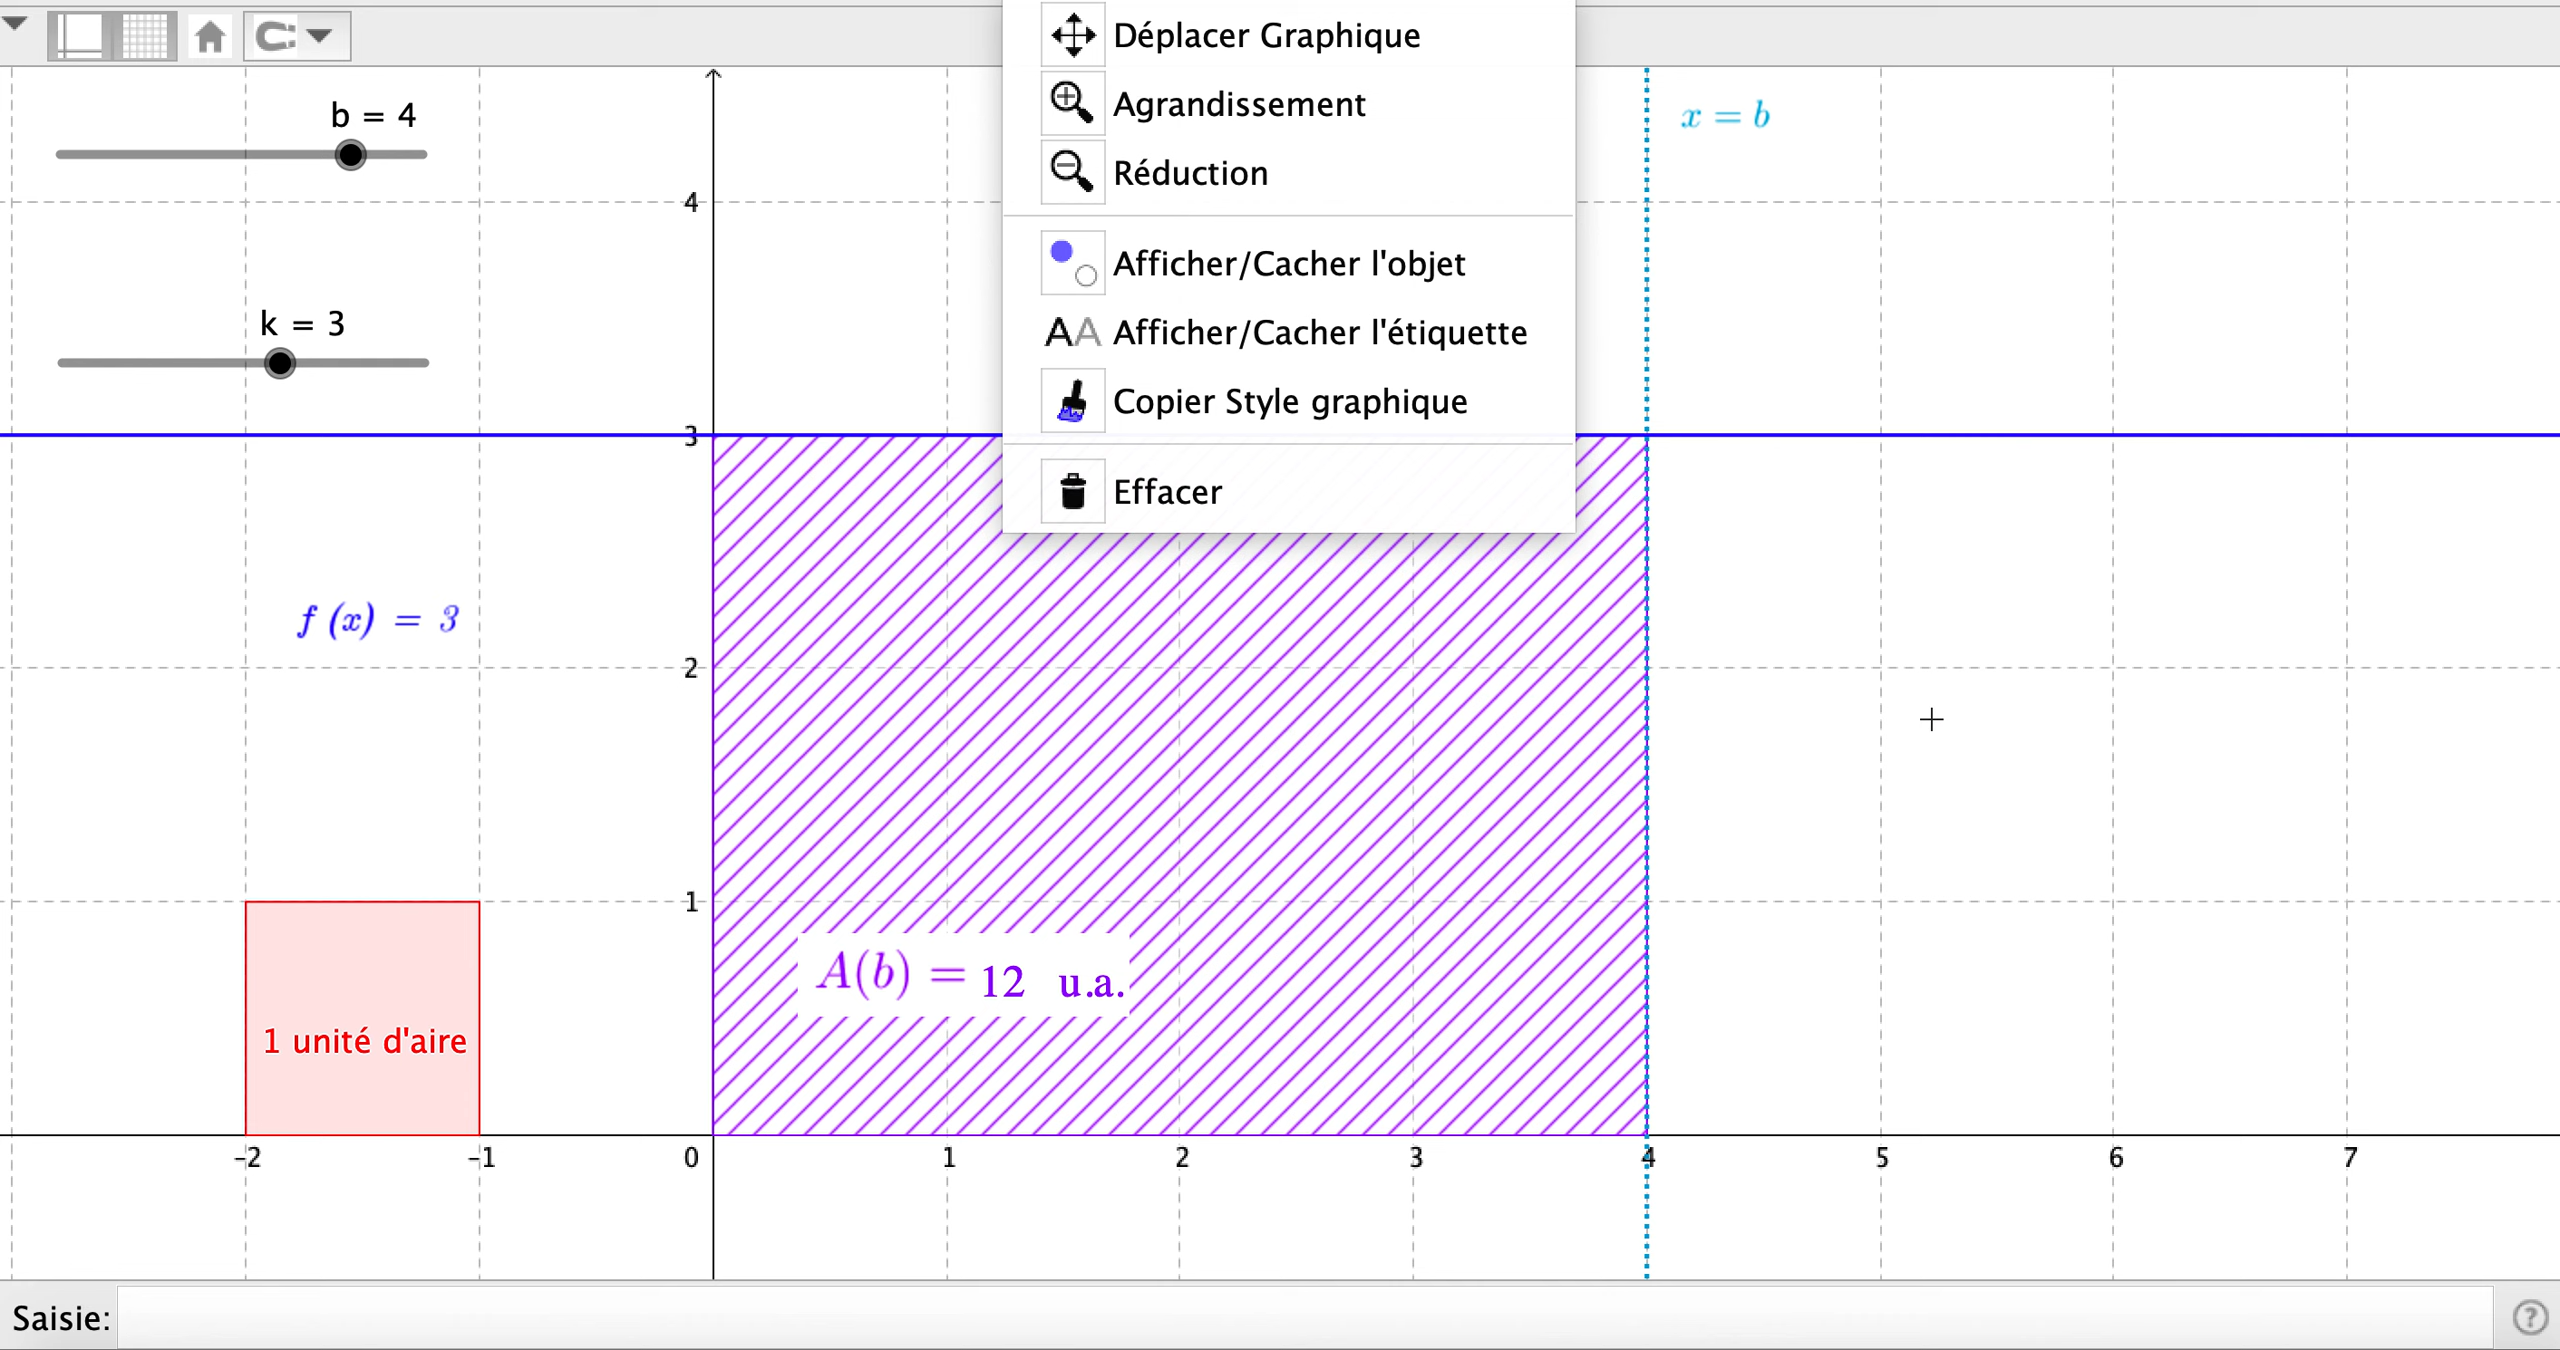 Déplacer Graphique
Agrandissement
Réduction
Afficher/Cacher l'objet
AA Afficher/Cacher l'étiquette
Copier Style graphique
Effacer
b = 4
k = 3
x = b
f (x) = 3
A(b) = 12 u.a.
1 unité d'aire
4
3
2
1
-2 -1 0 1 2 3 4 5 6 7
Saisie:
?